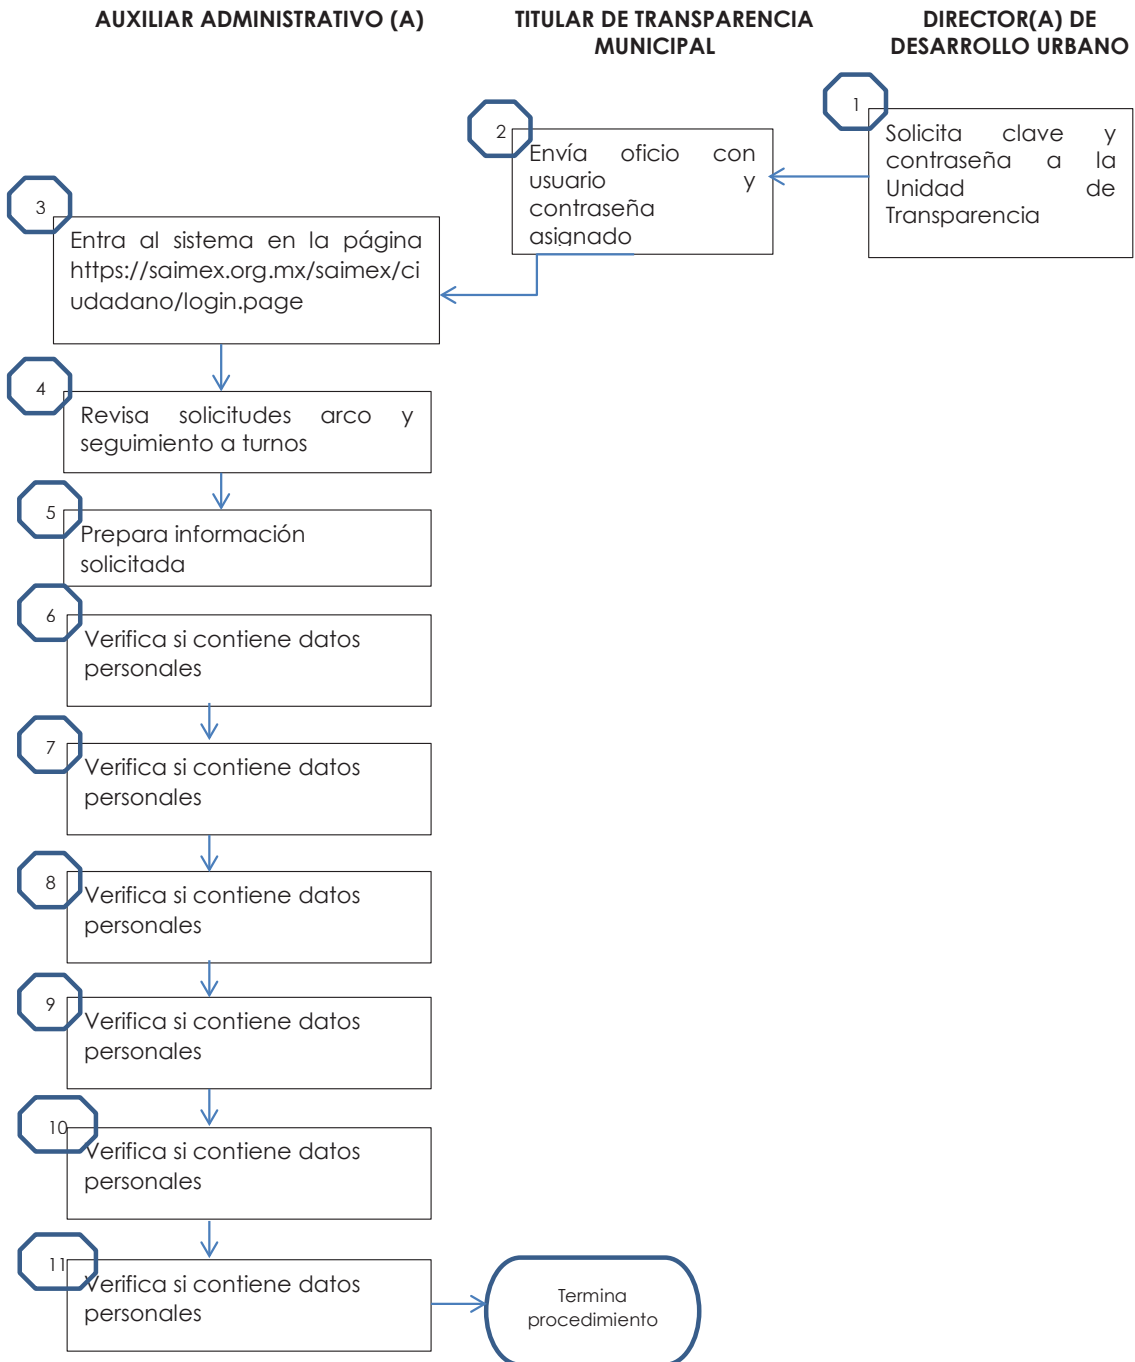 AUXILIAR ADMINISTRATIVO (A)
TITULAR DE TRANSPARENCIA
MUNICIPAL
DIRECTOR(A) DE
DESARROLLO URBANO
1
Solicita clave y
contraseña a la
Unidad de
Transparencia
2
Envía oficio con
usuario y
contraseña
asignado
3
Entra al sistema en la página
https://saimex.org.mx/saimex/ci
udadano/login.page
4
Revisa solicitudes arco y
seguimiento a turnos
5
Prepara información
solicitada
6
Verifica si contiene datos
personales
7
Verifica si contiene datos
personales
8
Verifica si contiene datos
personales
9
Verifica si contiene datos
personales
10
Verifica si contiene datos
personales
11
Verifica si contiene datos
personales
Termina
procedimiento